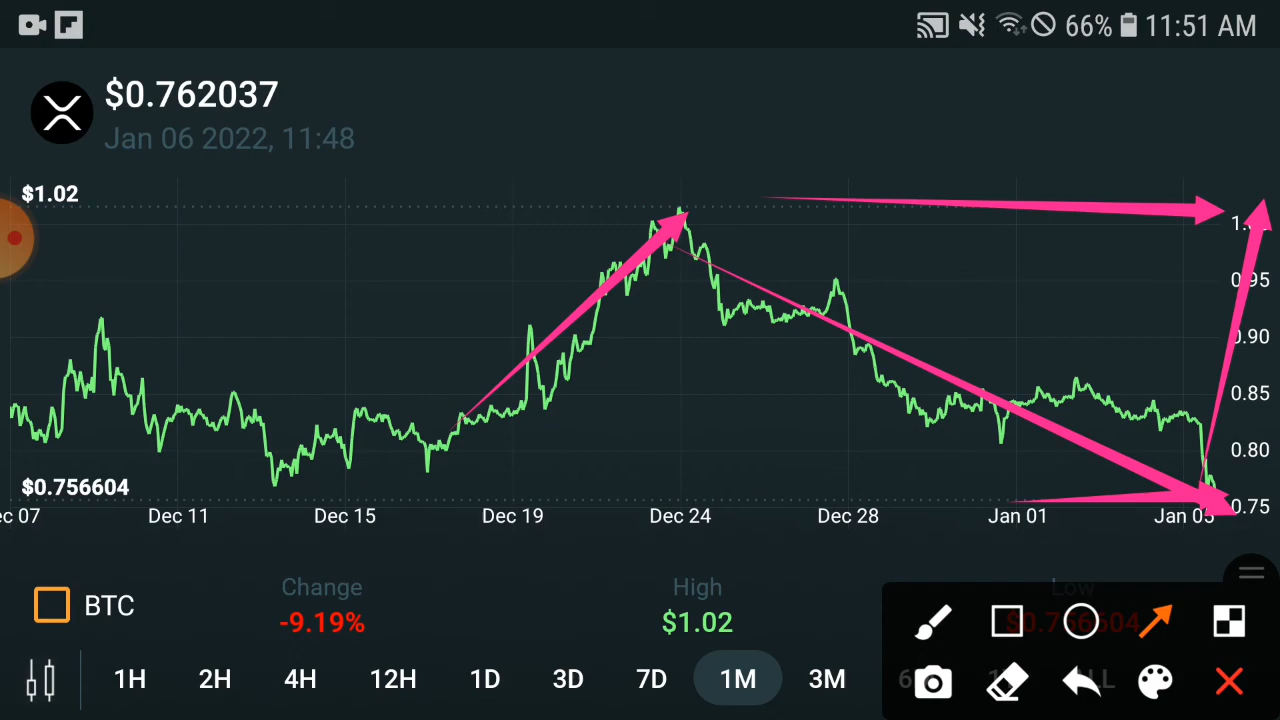 66% 11:51 AM
$0.762037
Jan 06 2022, 11:48
$1.02
0.95
0.90
0.85
0.80
$0.756604
0.75
ec 07 Dec 11 Dec 15 Dec 19 Dec 24 Dec 28 Jan 01 Jan 05
Change High Low
BTC -9.19% $1.02 $0.756604
1H 2H 4H 12H 1D 3D 7D 1M 3M